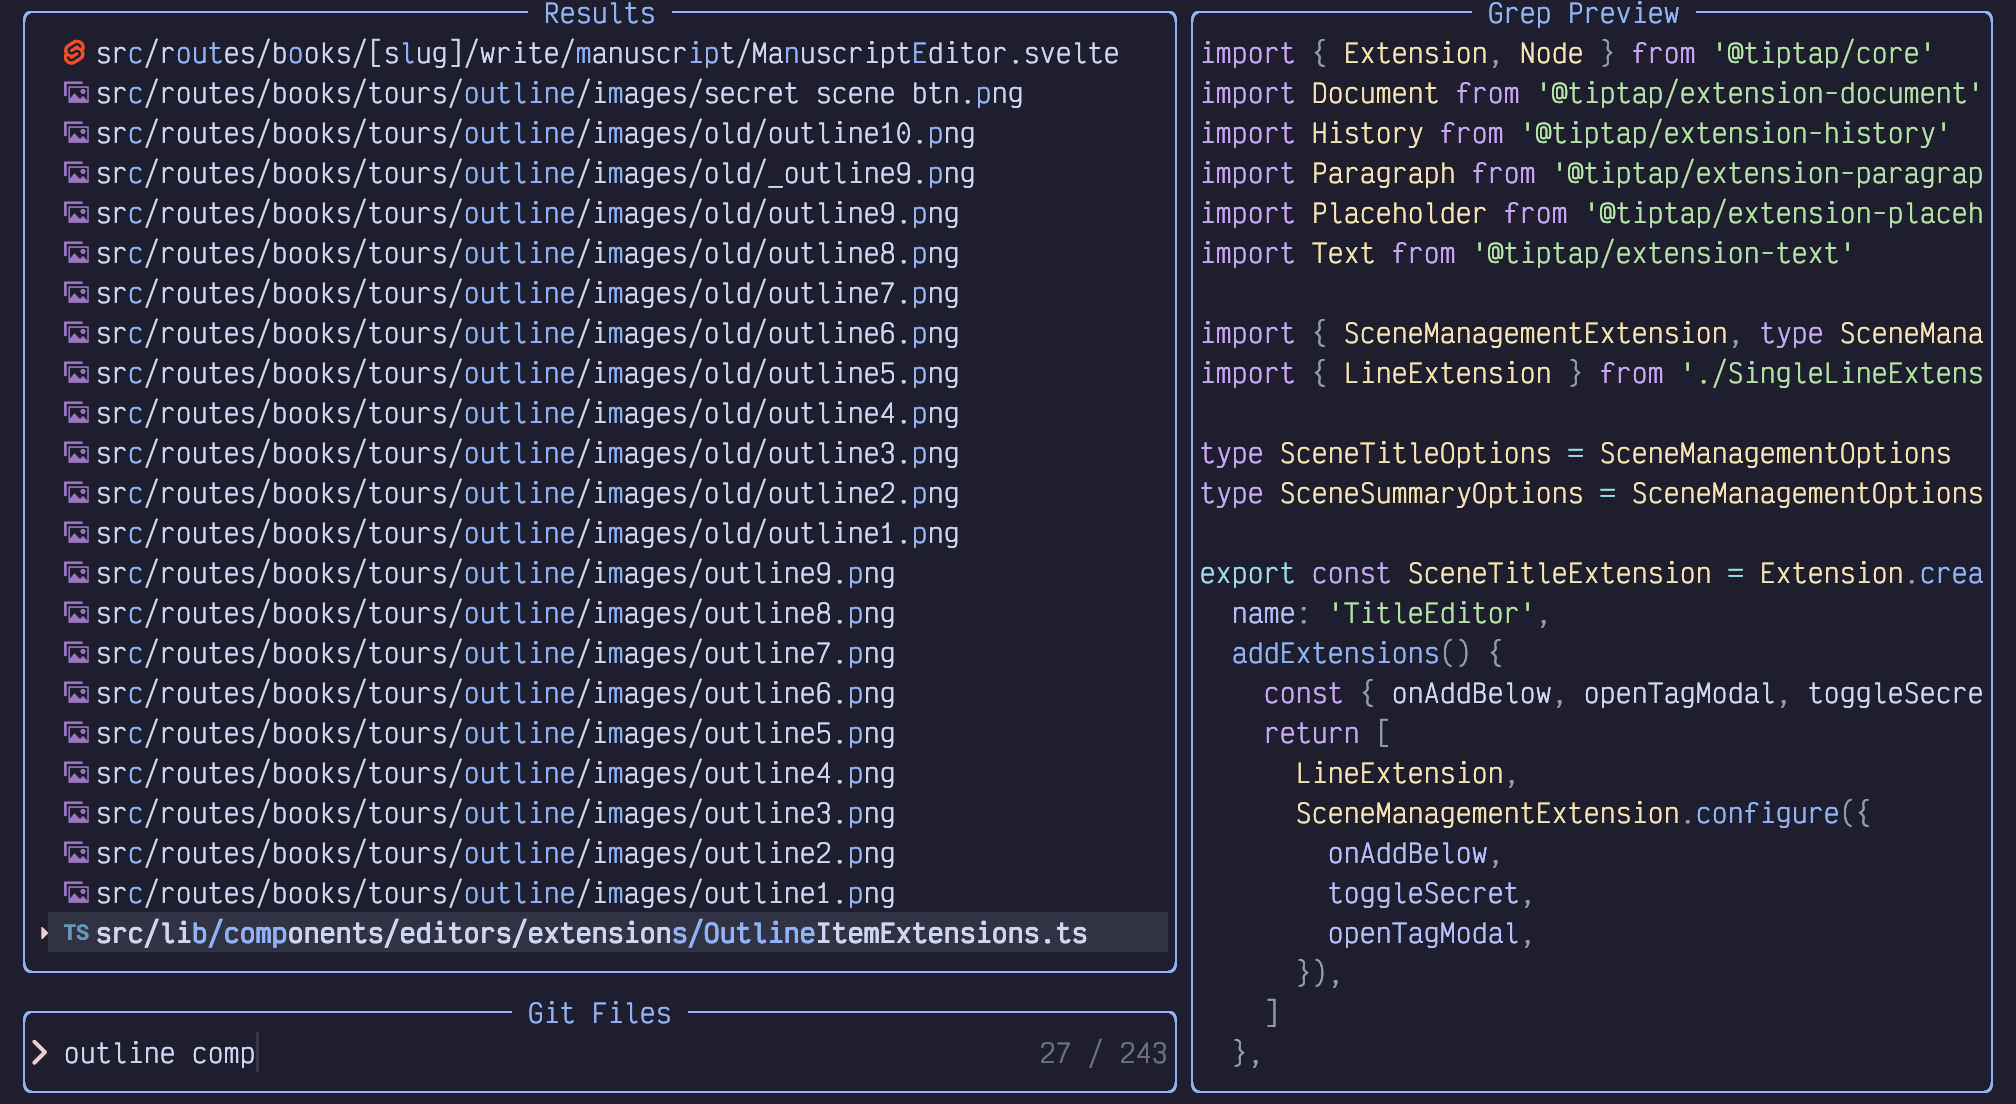 Results
src/routes/books/[slug]/write/manuscript/ManuscriptEditor.svelte
src/routes/books/tours/outline/images/secret scene btn.png
src/routes/books/tours/outline/images/old/outline10.png
src/routes/books/tours/outline/images/old/_outline9.png
src/routes/books/tours/outline/images/old/outline9.png
src/routes/books/tours/outline/images/old/outline8.png
src/routes/books/tours/outline/images/old/outline7.png
src/routes/books/tours/outline/images/old/outline6.png
src/routes/books/tours/outline/images/old/outline5.png
src/routes/books/tours/outline/images/old/outline4.png
src/routes/books/tours/outline/images/old/outline3.png
src/routes/books/tours/outline/images/old/outline2.png
src/routes/books/tours/outline/images/old/outline1.png
src/routes/books/tours/outline/images/outline9.png
src/routes/books/tours/outline/images/outline8.png
src/routes/books/tours/outline/images/outline7.png
src/routes/books/tours/outline/images/outline6.png
src/routes/books/tours/outline/images/outline5.png
src/routes/books/tours/outline/images/outline4.png
src/routes/books/tours/outline/images/outline3.png
src/routes/books/tours/outline/images/outline2.png
src/routes/books/tours/outline/images/outline1.png
TS src/lib/components/editors/extensions/OutlineItemExtensions.ts
Git Files
> outline comp 27 / 243
Grep Preview
import { Extension, Node } from '@tiptap/core'
import Document from '@tiptap/extension-document'
import History from '@tiptap/extension-history'
import Paragraph from '@tiptap/extension-paragrap
import Placeholder from '@tiptap/extension-placeh
import Text from '@tiptap/extension-text'
import { SceneManagementExtension, type SceneMana
import { LineExtension } from './SingleLineExtens
type SceneTitleOptions = SceneManagementOptions
type SceneSummaryOptions = SceneManagementOptions
export const SceneTitleExtension = Extension.crea
name: 'TitleEditor',
addExtensions() {
const { onAddBelow, openTagModal, toggleSecre
return [
LineExtension,
SceneManagementExtension.configure({
onAddBelow,
toggleSecret,
openTagModal,
}),
]
},